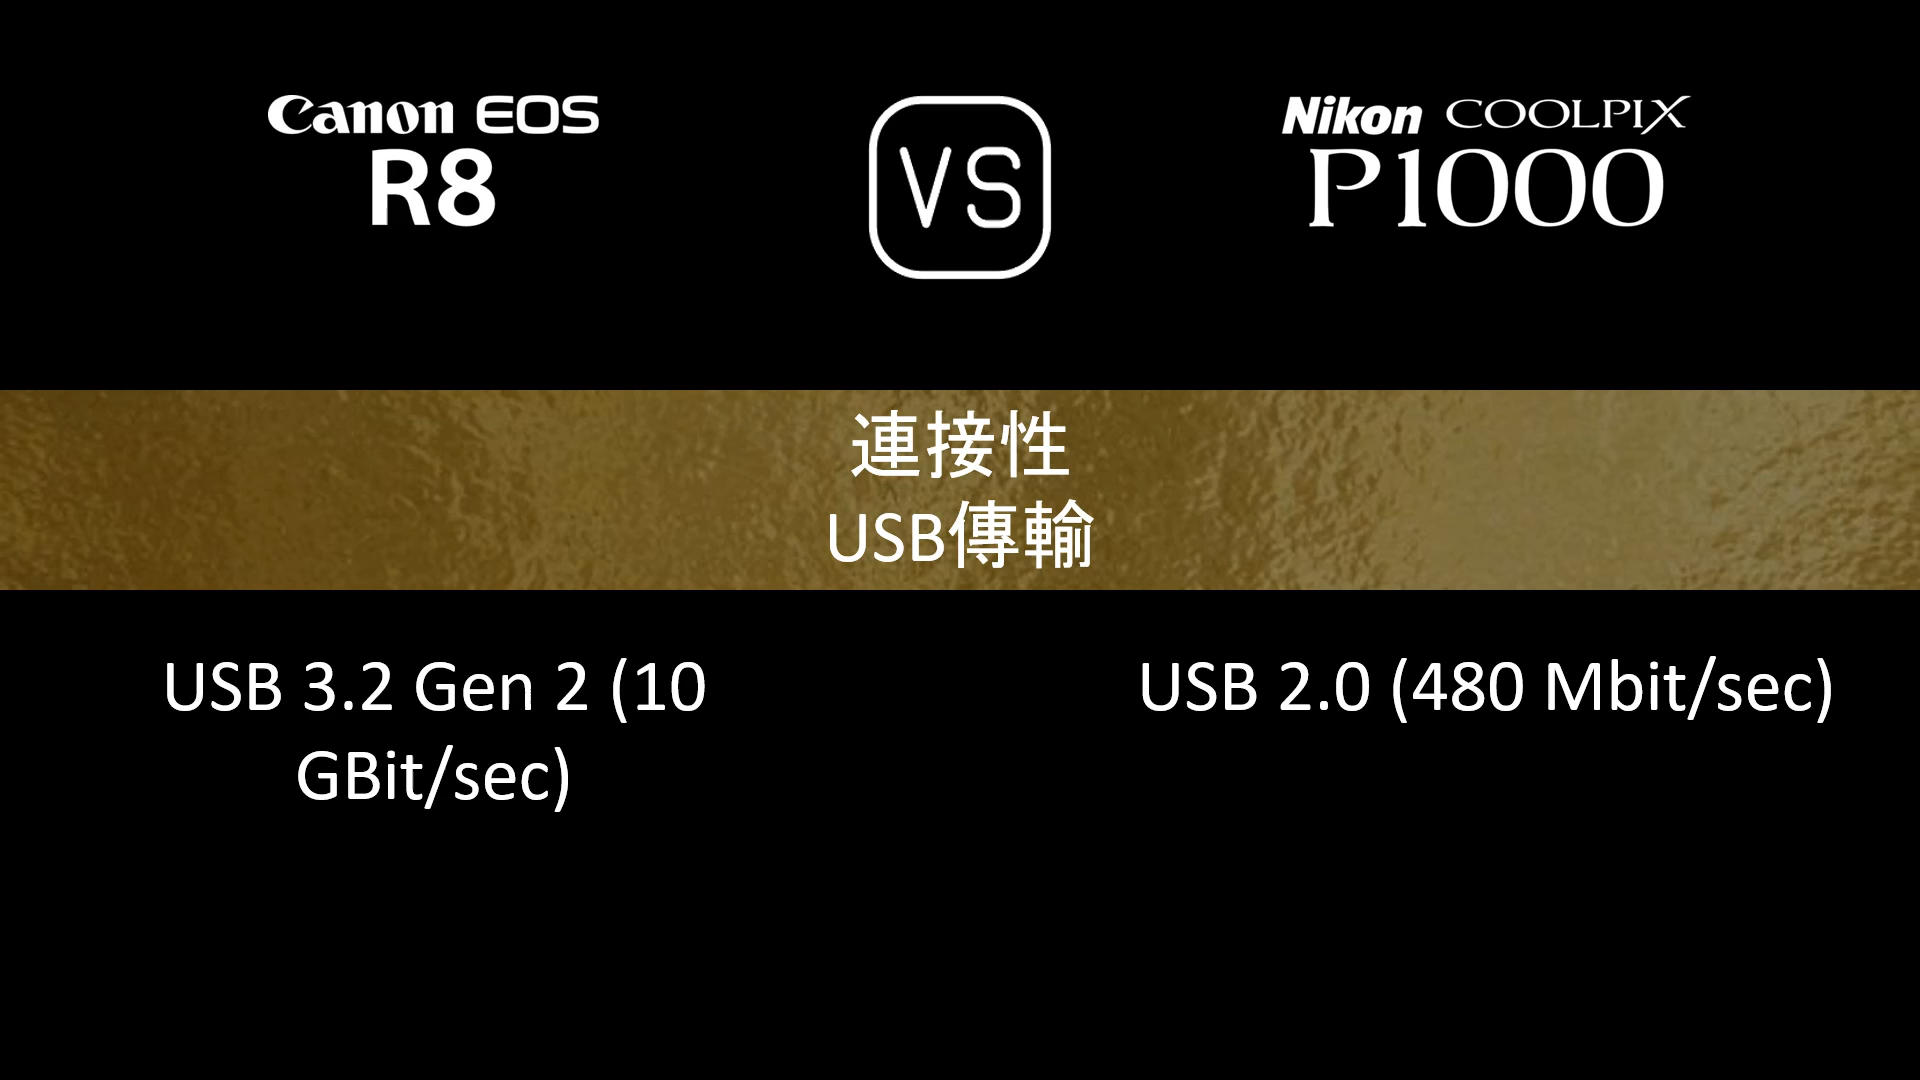 Canon EOS
R8
VS
Nikon COOLPIX
P1000
連接性
USB傳輸
USB 3.2 Gen 2 (10
GBit/sec)
USB 2.0 (480 Mbit/sec)